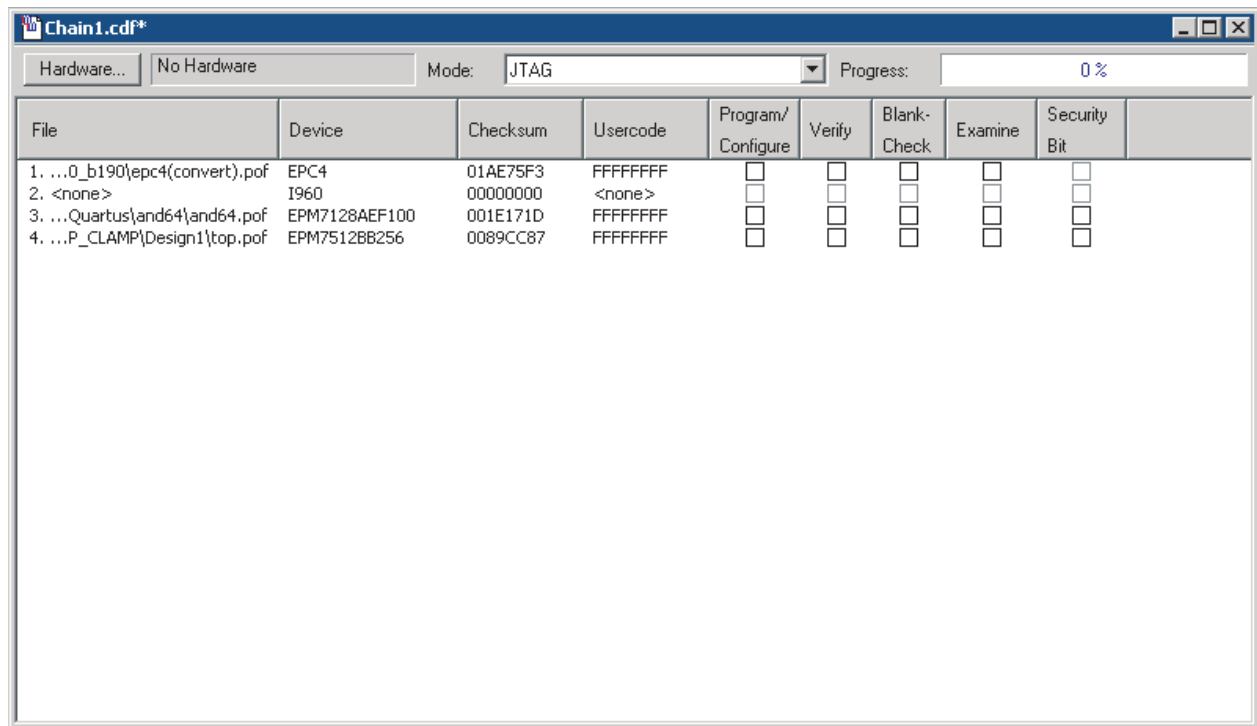 Chain1.cdf*
Hardware... No Hardware Mode: JTAG Progress: 0 %
File Device Checksum Usercode Program/ Configure Verify Blank- Check Examine Security Bit
1. ...0_b190\epc4(convert).pof EPC4 01AE75F3 FFFFFFFF
2. <none> I960 00000000 <none>
3. ...Quartus\and64\and64.pof EPM7128AEF100 001E171D FFFFFFFF
4. ...P_CLAMP\Design1\top.pof EPM7512BB256 0089CC87 FFFFFFFF